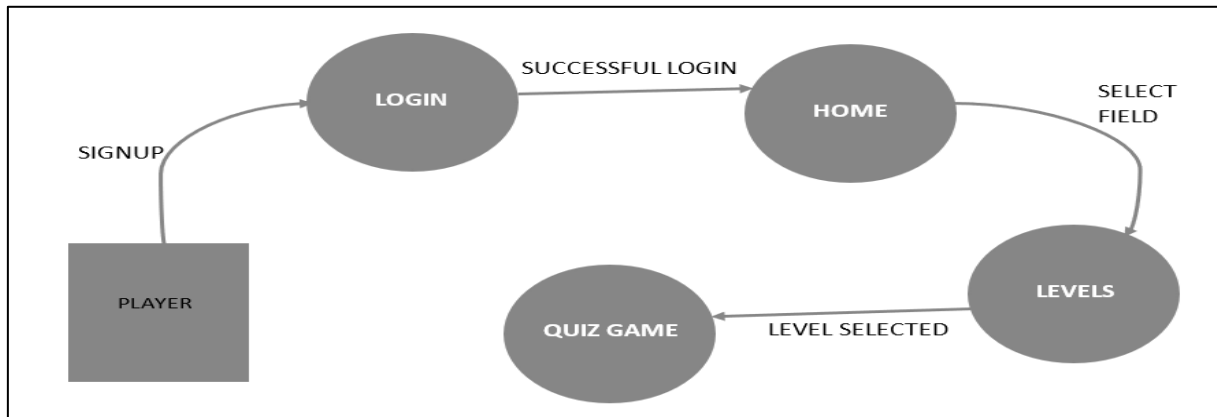 PLAYER
SIGNUP
LOGIN
SUCCESSFUL LOGIN
HOME
SELECT
FIELD
LEVELS
LEVEL SELECTED
QUIZ GAME